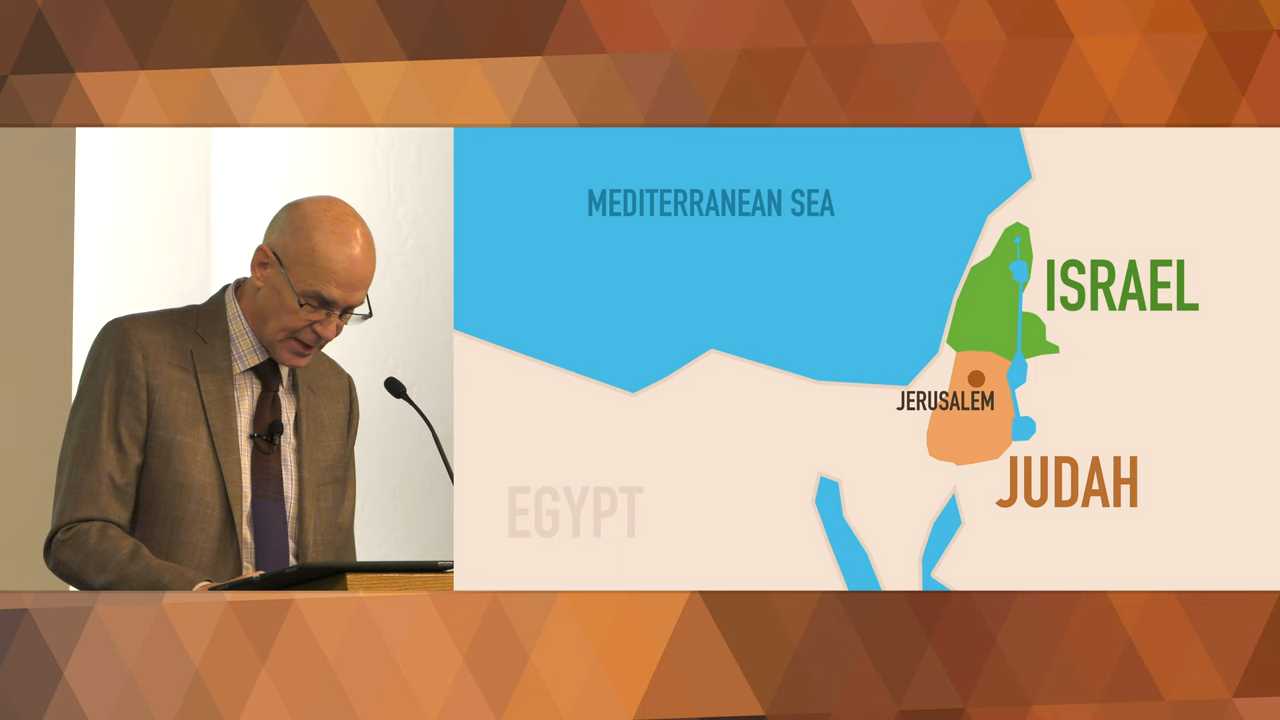 MEDITERRANEAN SEA
ISRAEL
JERUSALEM
JUDAH
EGYPT